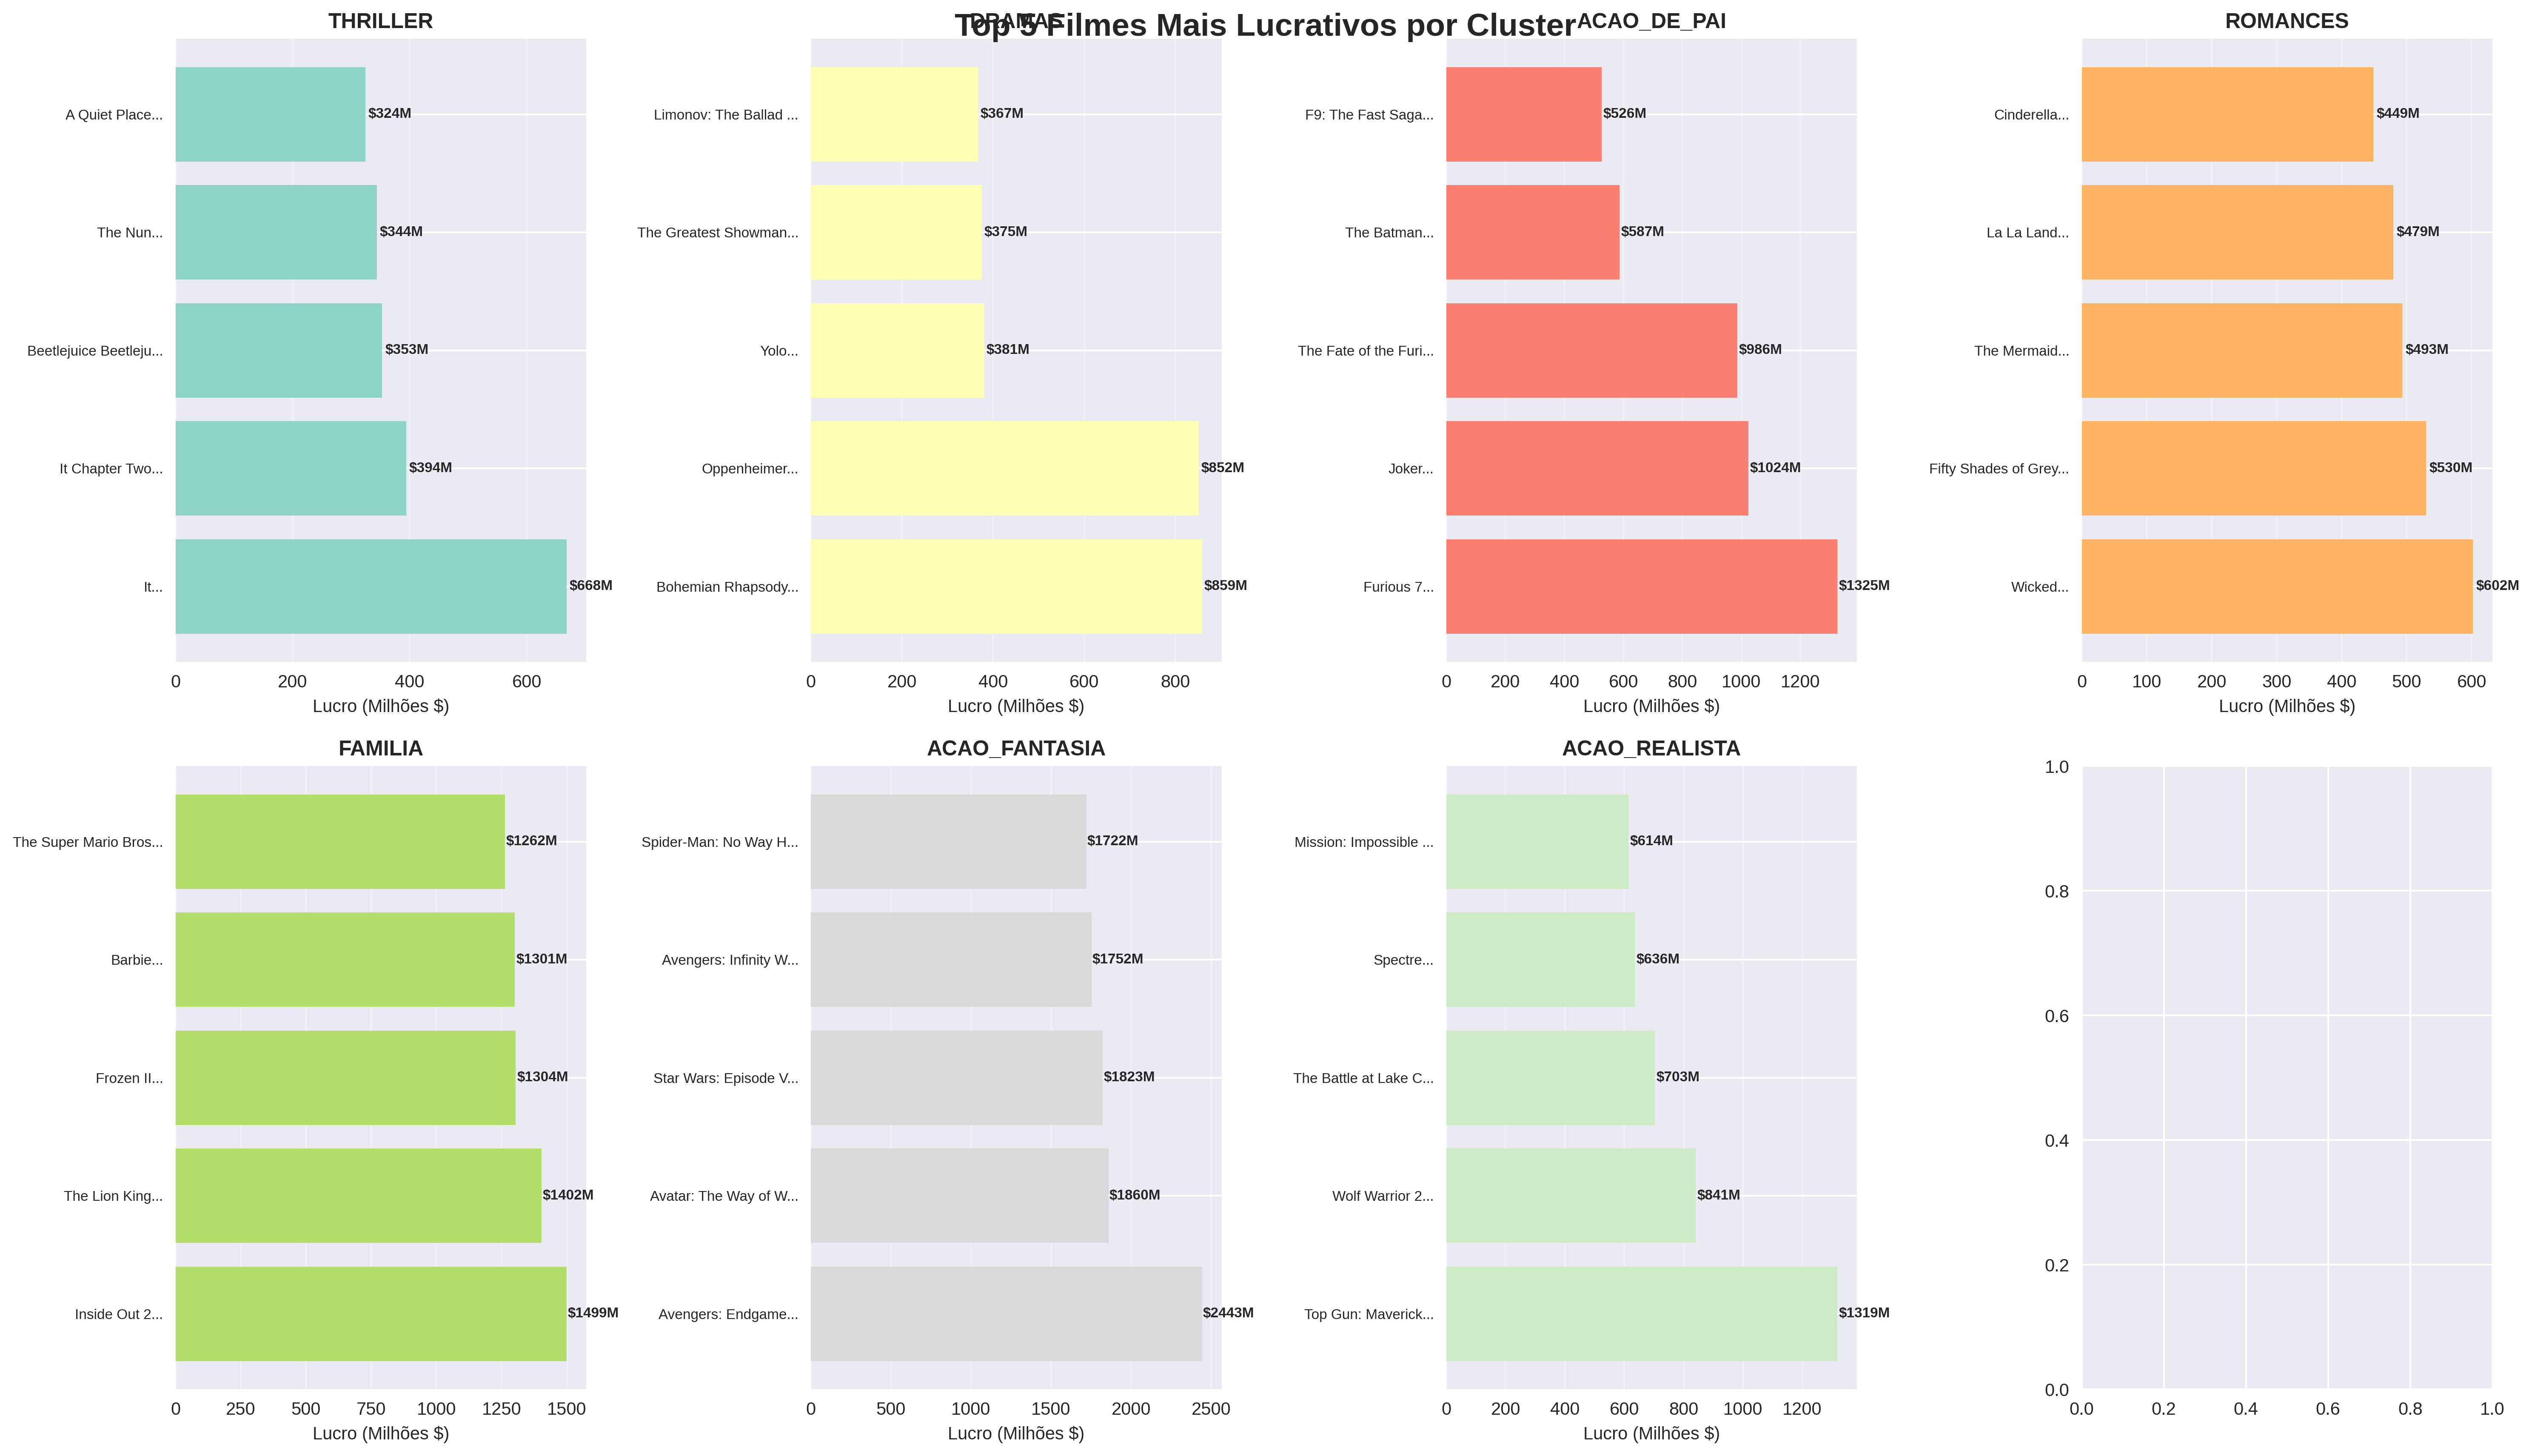 Top 5 Filmes Mais Lucrativos por Cluster
THRILLER
A Quiet Place...
$324M
The Nun...
$344M
Beetlejuice Beetleju...
$353M
It Chapter Two...
$394M
It...
$668M
0 200 400 600
Lucro (Milhões $)
DRAMAS
Limonov: The Ballad ...
$367M
The Greatest Showman...
$375M
Yolo...
$381M
Oppenheimer...
$852M
Bohemian Rhapsody...
$859M
0 200 400 600 800
Lucro (Milhões $)
ACAO_DE_PAI
F9: The Fast Saga...
$526M
The Batman...
$587M
The Fate of the Furi...
$986M
Joker...
$1024M
Furious 7...
$1325M
0 200 400 600 800 1000 1200
Lucro (Milhões $)
ROMANCES
Cinderella...
$449M
La La Land...
$479M
The Mermaid...
$493M
Fifty Shades of Grey...
$530M
Wicked...
$602M
0 100 200 300 400 500 600
Lucro (Milhões $)
FAMILIA
The Super Mario Bros...
$1262M
Barbie...
$1301M
Frozen II...
$1304M
The Lion King...
$1402M
Inside Out 2...
$1499M
0 250 500 750 1000 1250 1500
Lucro (Milhões $)
ACAO_FANTASIA
Spider-Man: No Way H...
$1722M
Avengers: Infinity W...
$1752M
Star Wars: Episode V...
$1823M
Avatar: The Way of W...
$1860M
Avengers: Endgame...
$2443M
0 500 1000 1500 2000 2500
Lucro (Milhões $)
ACAO_REALISTA
Mission: Impossible ...
$614M
Spectre...
$636M
The Battle at Lake C...
$703M
Wolf Warrior 2...
$841M
Top Gun: Maverick...
$1319M
0 200 400 600 800 1000 1200
Lucro (Milhões $)
1.0
0.8
0.6
0.4
0.2
0.0
0.0 0.2 0.4 0.6 0.8 1.0